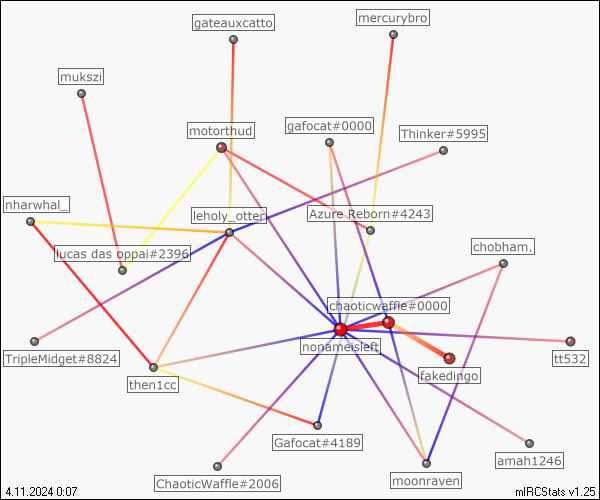 gateauxcatto
mercurybro
mukszi
motorthud
gafocat#0000
Thinker#5995
nharwhal_
leholy_otter
Azure Reborn#4243
lucas das oppai#2396
chobham.
chaoticwaffle#0000
nonameisleft
TripleMidget#8824
tt532
then1cc
fakedingo
Gafocat#4189
amah1246
ChaoticWaffle#2006
moonraven
4.11.2024 0:07
mIRCStats v1.25